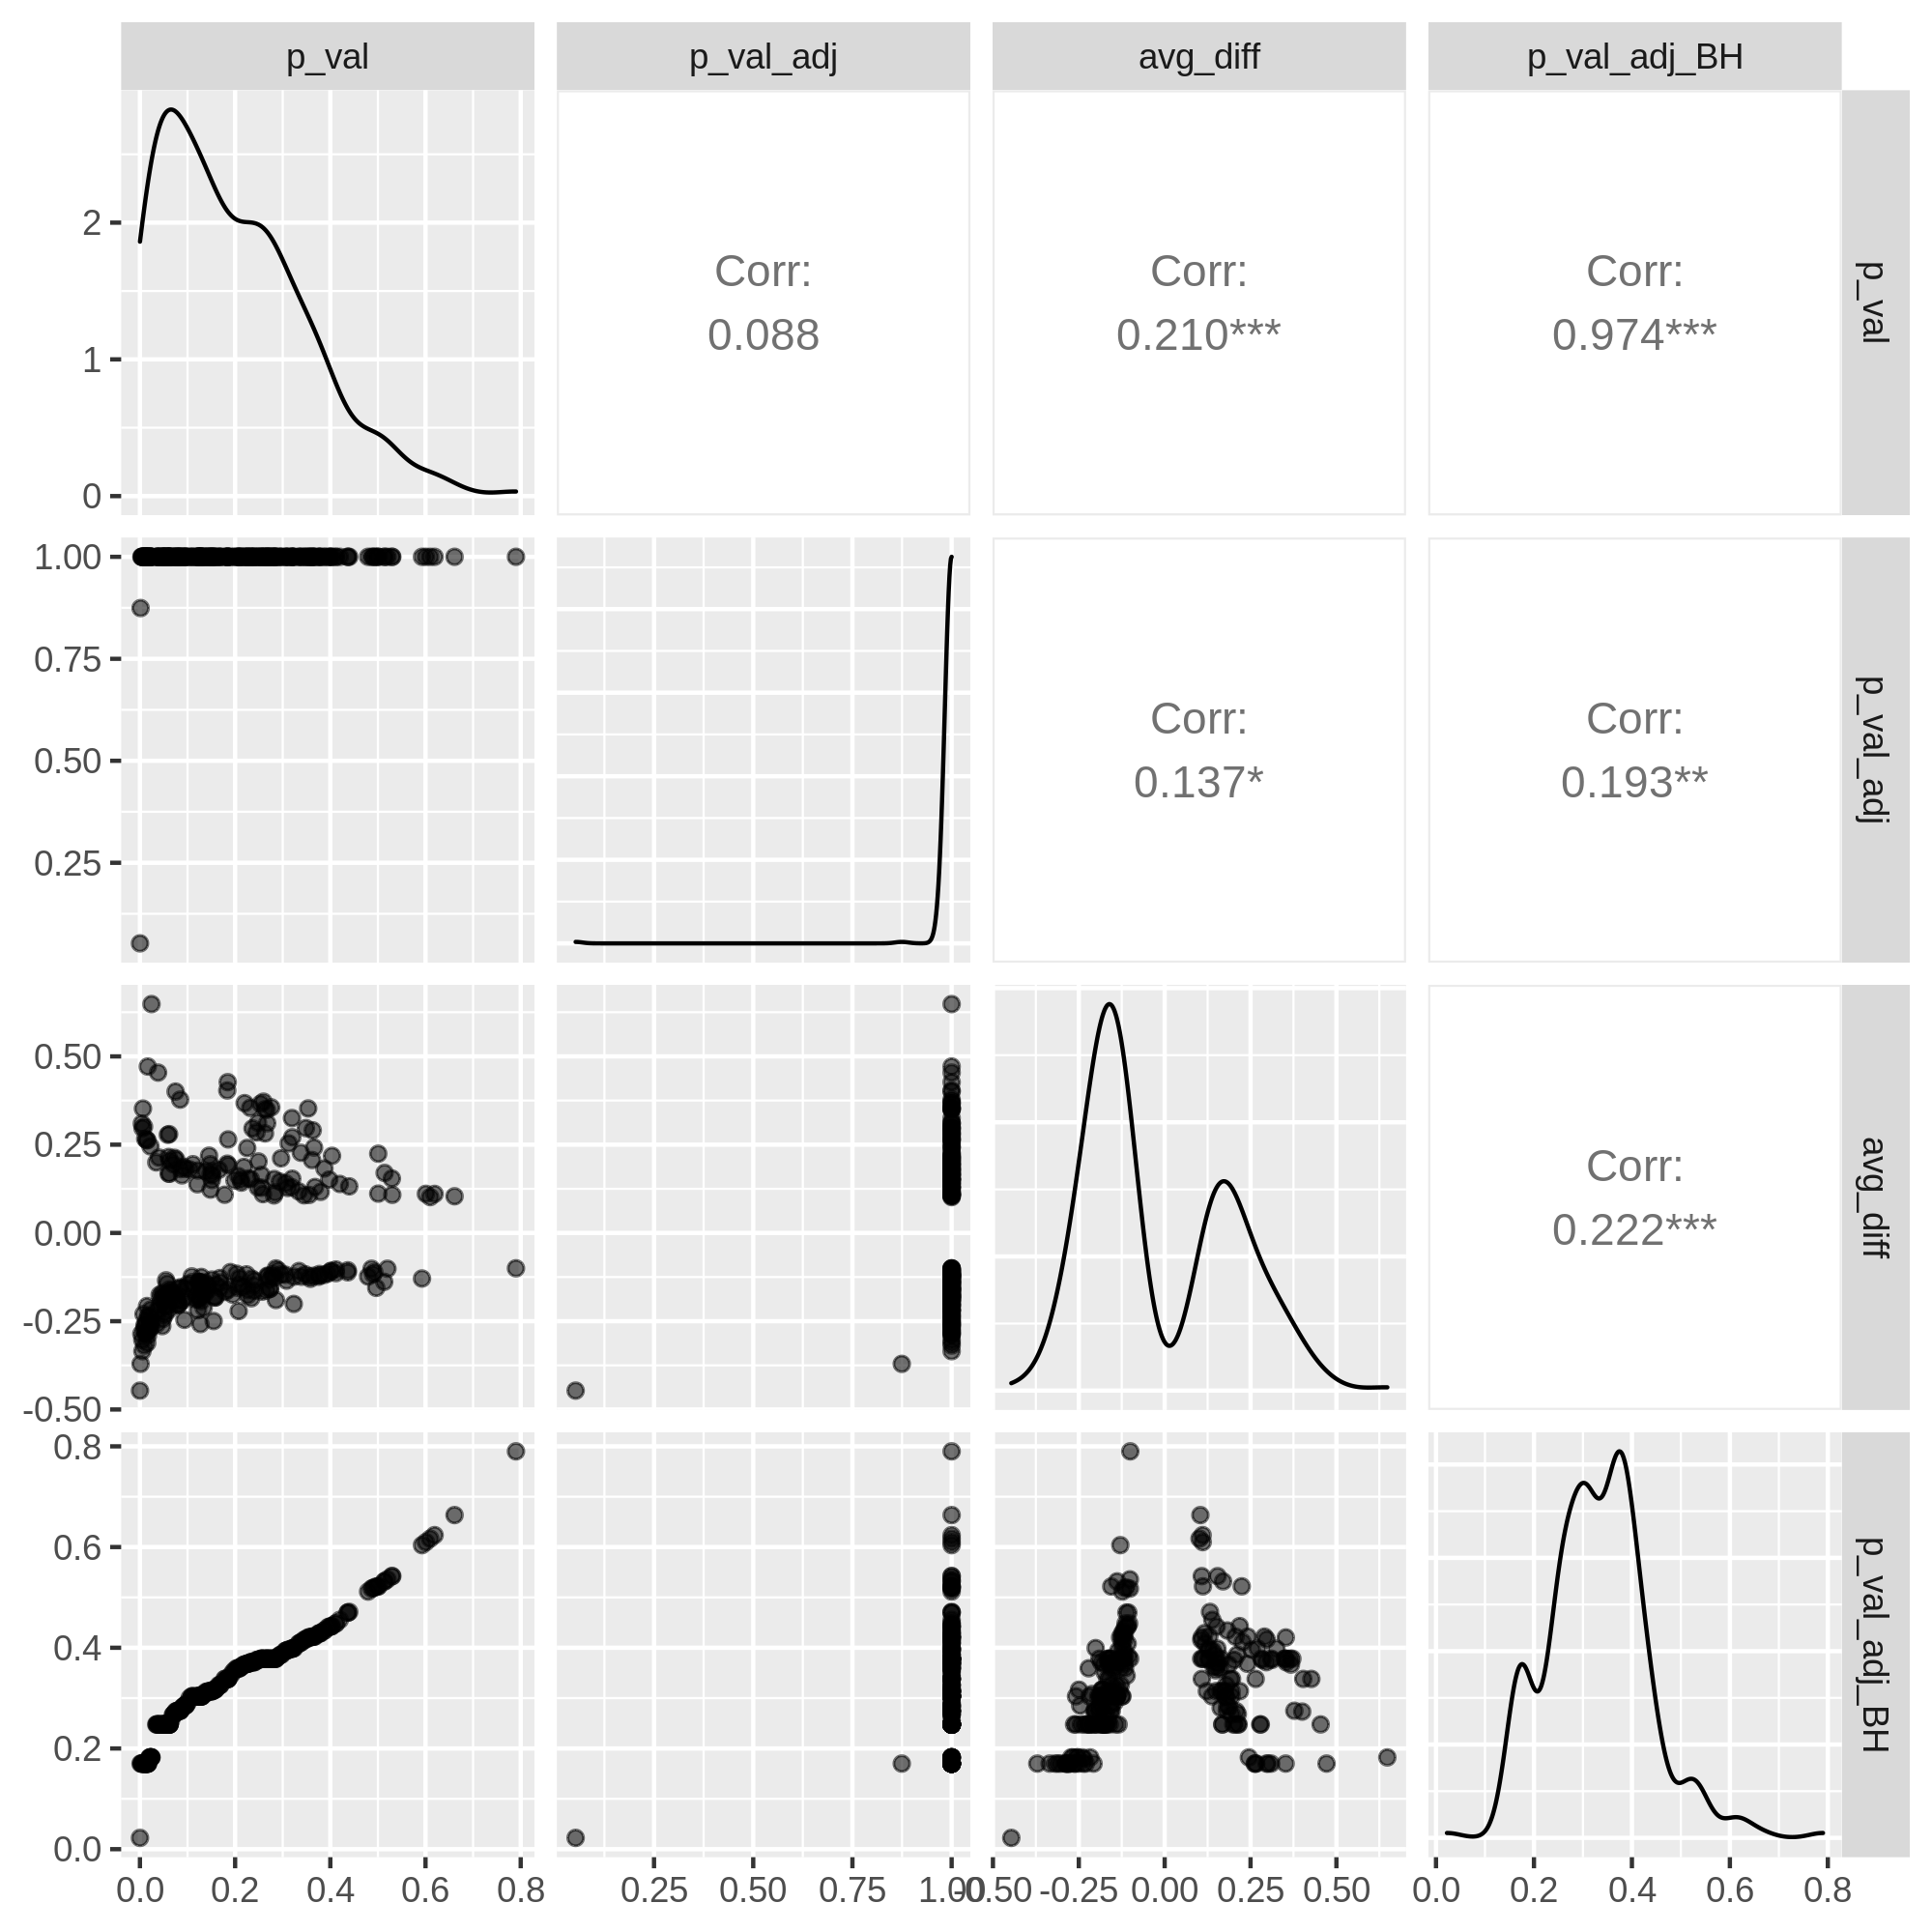 p_val p_val_adj avg_diff p_val_adj_BH
2
1
0
Corr:
0.088
Corr:
0.210***
Corr:
0.974***
p_val
1.00
0.75
0.50
0.25
Corr:
0.137*
Corr:
0.193**
p_val_adj
0.50
0.25
0.00
-0.25
-0.50
Corr:
0.222***
avg_diff
0.8
0.6
0.4
0.2
0.0
p_val_adj_BH
0.0 0.2 0.4 0.6 0.8
0.25 0.50 0.75 1.00
-0.50 -0.25 0.00 0.25 0.50
0.0 0.2 0.4 0.6 0.8